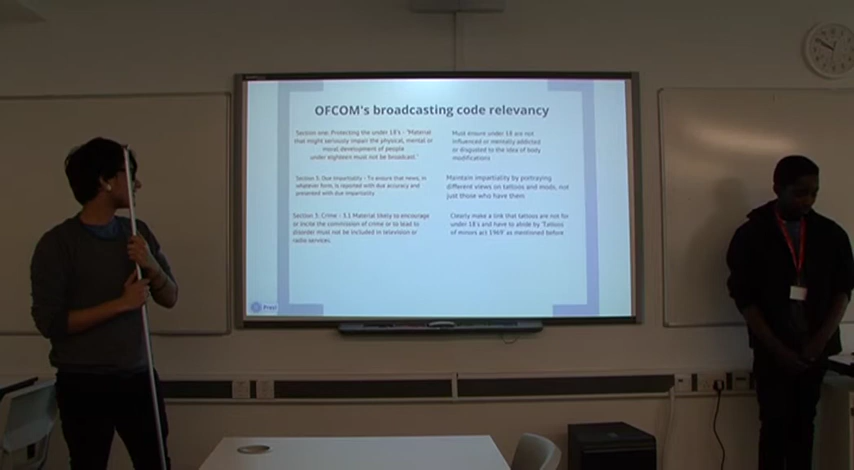 OFCOM's broadcasting code relevancy
Section one: Protecting the under 18's - "Material
that might seriously impair the physical, mental or
moral development of people
under eighteen must not be broadcast."
Must ensure under 18 are not
influenced or mentally addicted
or disgusted to the idea of body
modifications
Section 5: Due impartiality - To ensure that news, in
whatever form, is reported with due accuracy and
presented with due impartiality
Maintain impartiality by portraying
different views on tattoos and mods, not
just those who have them
Section 3: Crime - 3.1 Material likely to encourage
or incite the commission of crime or to lead to
disorder must not be included in television or
radio services.
Clearly make a link that tattoos are not for
under 18's and have to abide by 'Tattoos
of minors act 1969' as mentioned before
Prezi